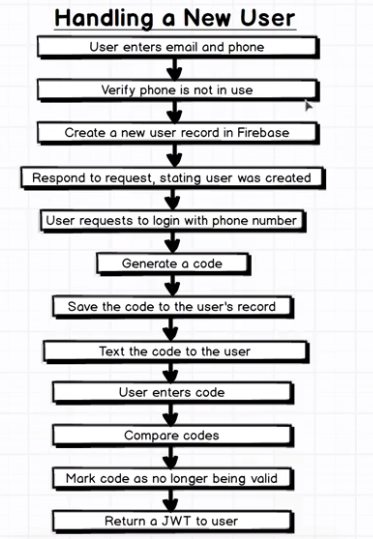 Handling a New User
User enters email and phone
Verify phone is not in use
Create a new user record in Firebase
Respond to request, stating user was created
User requests to login with phone number
Generate a code
Save the code to the user's record
Text the code to the user
User enters code
Compare codes
Mark code as no longer being valid
Return a JWT to user